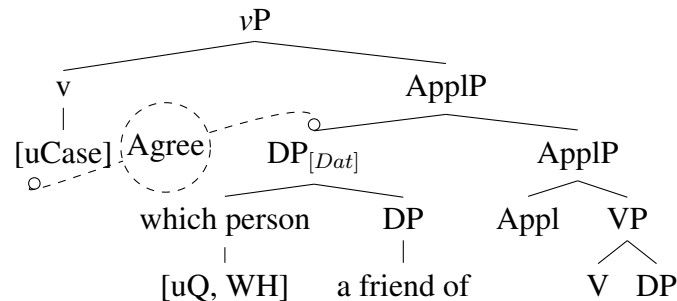 vP
v ApplP
[uCase] Agree DP[Dat] ApplP
which person DP Appl VP
[uQ, WH] a friend of V DP